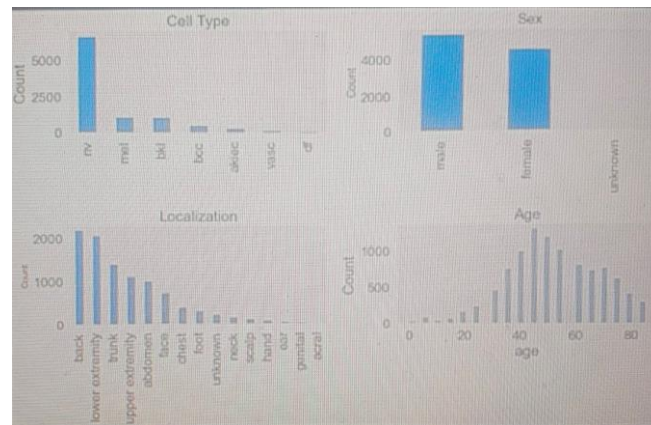 Cell Type
Count
5000
2500
0
nv
mel
bkl
bcc
akiec
vasc
df
Sex
Count
4000
2000
0
male
female
unknown
Localization
Count
2000
1000
0
back
lower extremity
trunk
upper extremity
abdomen
face
chest
foot
unknown
neck
scalp
hand
ear
genital
acral
Age
Count
1000
500
0
0
20
40
60
80
age